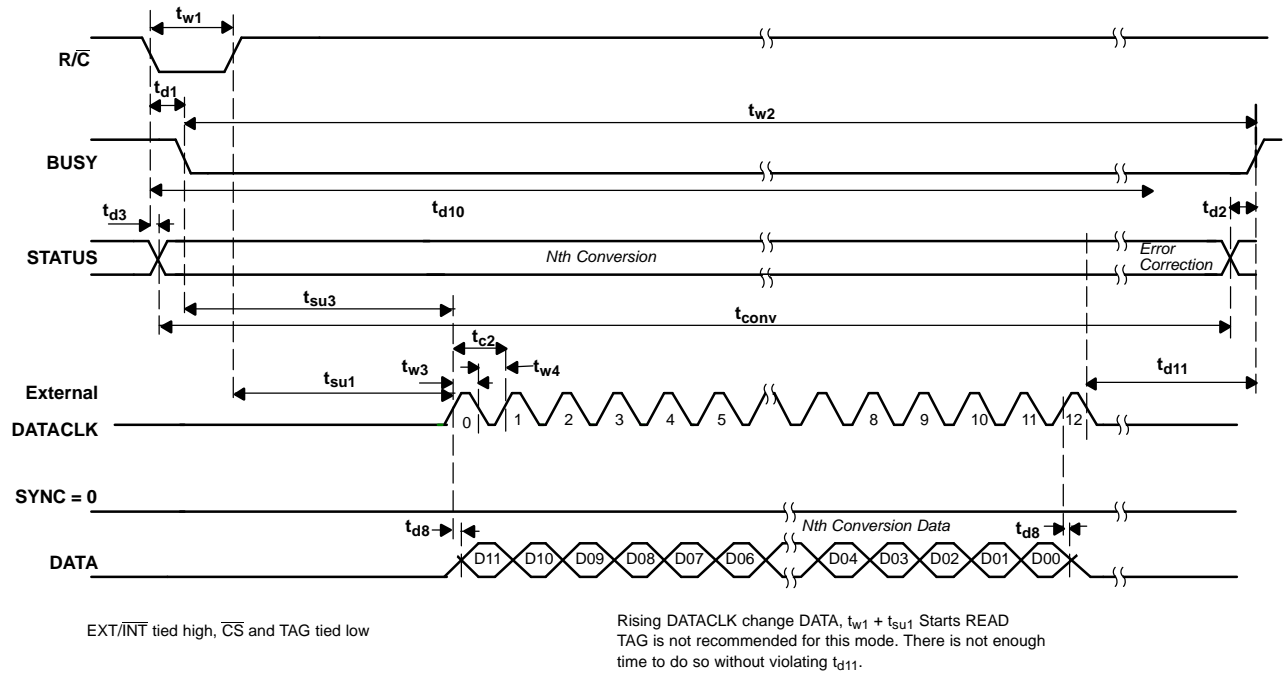 tw1
R/C
td1
tw2
BUSY
td3
td10
td2
STATUS
Nth Conversion
Error
Correction
tsu3
tconv
tc2
tw3
tw4
td11
tsu1
External
DATACLK
0 1 2 3 4 5 8 9 10 11 12
SYNC = 0
td8
Nth Conversion Data
td8
DATA
D11 D10 D09 D08 D07 D06 D04 D03 D02 D01 D00
EXT/INT tied high, CS and TAG tied low
Rising DATACLK change DATA, tw1 + tsu1 Starts READ
TAG is not recommended for this mode. There is not enough
time to do so without violating td11.